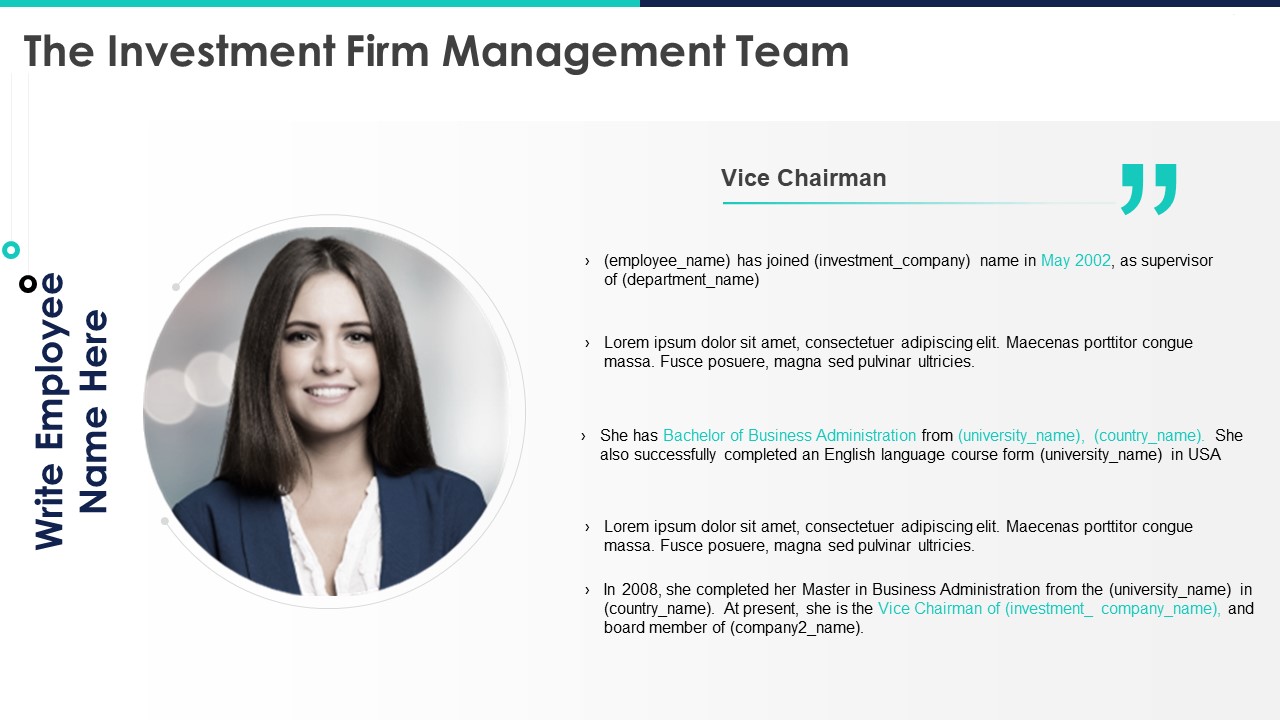 The Investment Firm Management Team
Write Employee
Name Here
Vice Chairman
”
› (employee_name) has joined (investment_company) name in May 2002, as supervisor
of (department_name)
› Lorem ipsum dolor sit amet, consectetuer adipiscing elit. Maecenas porttitor congue
massa. Fusce posuere, magna sed pulvinar ultricies.
› She has Bachelor of Business Administration from (university_name), (country_name). She
also successfully completed an English language course form (university_name) in USA
› Lorem ipsum dolor sit amet, consectetuer adipiscing elit. Maecenas porttitor congue
massa. Fusce posuere, magna sed pulvinar ultricies.
› In 2008, she completed her Master in Business Administration from the (university_name) in
(country_name). At present, she is the Vice Chairman of (investment_ company_name), and
board member of (company2_name).